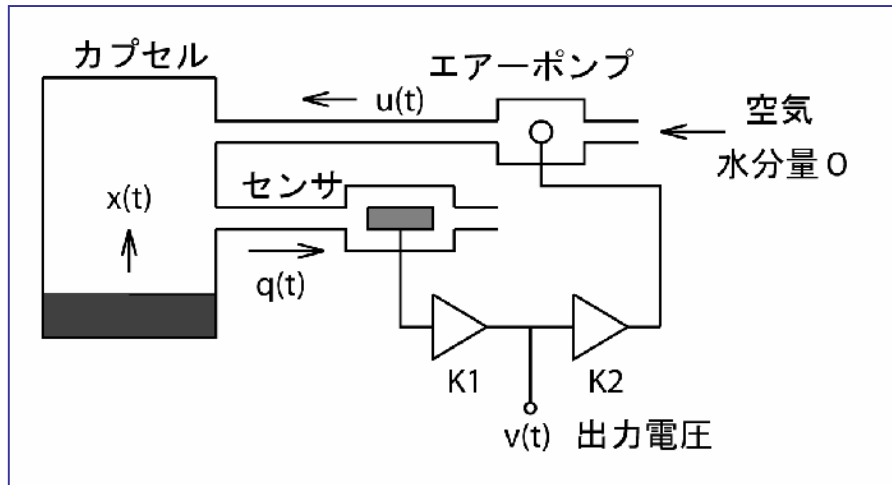 カプセル
エアーポンプ
u(t)
空気
水分量０
センサ
x(t)
q(t)
K1
K2
v(t) 出力電圧